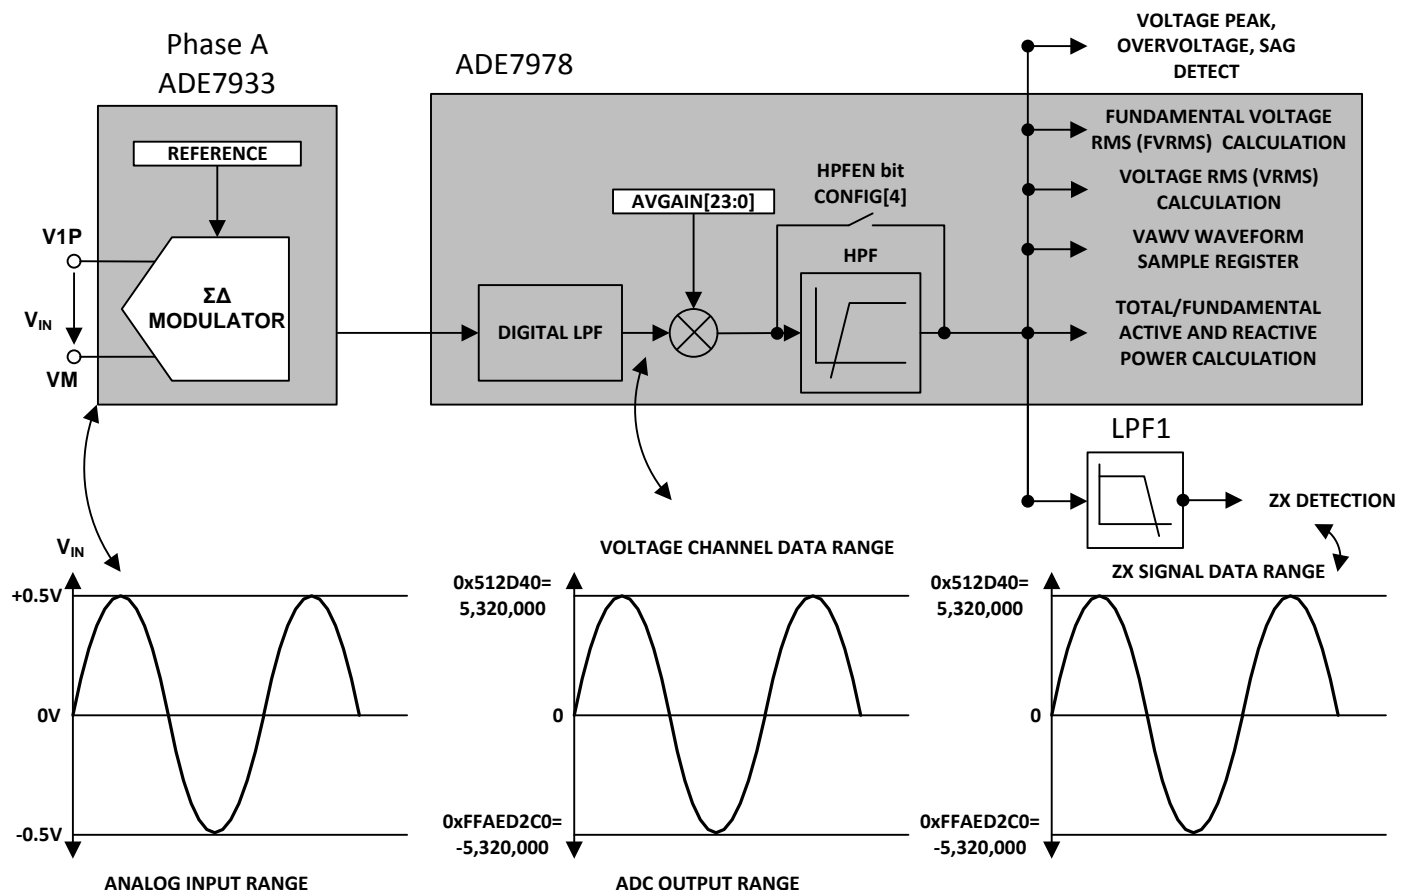 VOLTAGE PEAK,
OVERVOLTAGE, SAG
DETECT
Phase A
ADE7933
ADE7978
REFERENCE
FUNDAMENTAL VOLTAGE
RMS (FVRMS) CALCULATION
HPFEN bit
CONFIG[4]
AVGAIN[23:0]
VOLTAGE RMS (VRMS)
CALCULATION
V1P
VAWV WAVEFORM
SAMPLE REGISTER
HPF
ΣΔ
MODULATOR
VIN
VM
DIGITAL LPF
TOTAL/FUNDAMENTAL
ACTIVE AND REACTIVE
POWER CALCULATION
LPF1
ZX DETECTION
VIN
VOLTAGE CHANNEL DATA RANGE
ZX SIGNAL DATA RANGE
+0.5V
0V
-0.5V
ANALOG INPUT RANGE
0x512D40=
5,320,000
0
0xFFAED2C0=
-5,320,000
ADC OUTPUT RANGE
0x512D40=
5,320,000
0
0xFFAED2C0=
-5,320,000